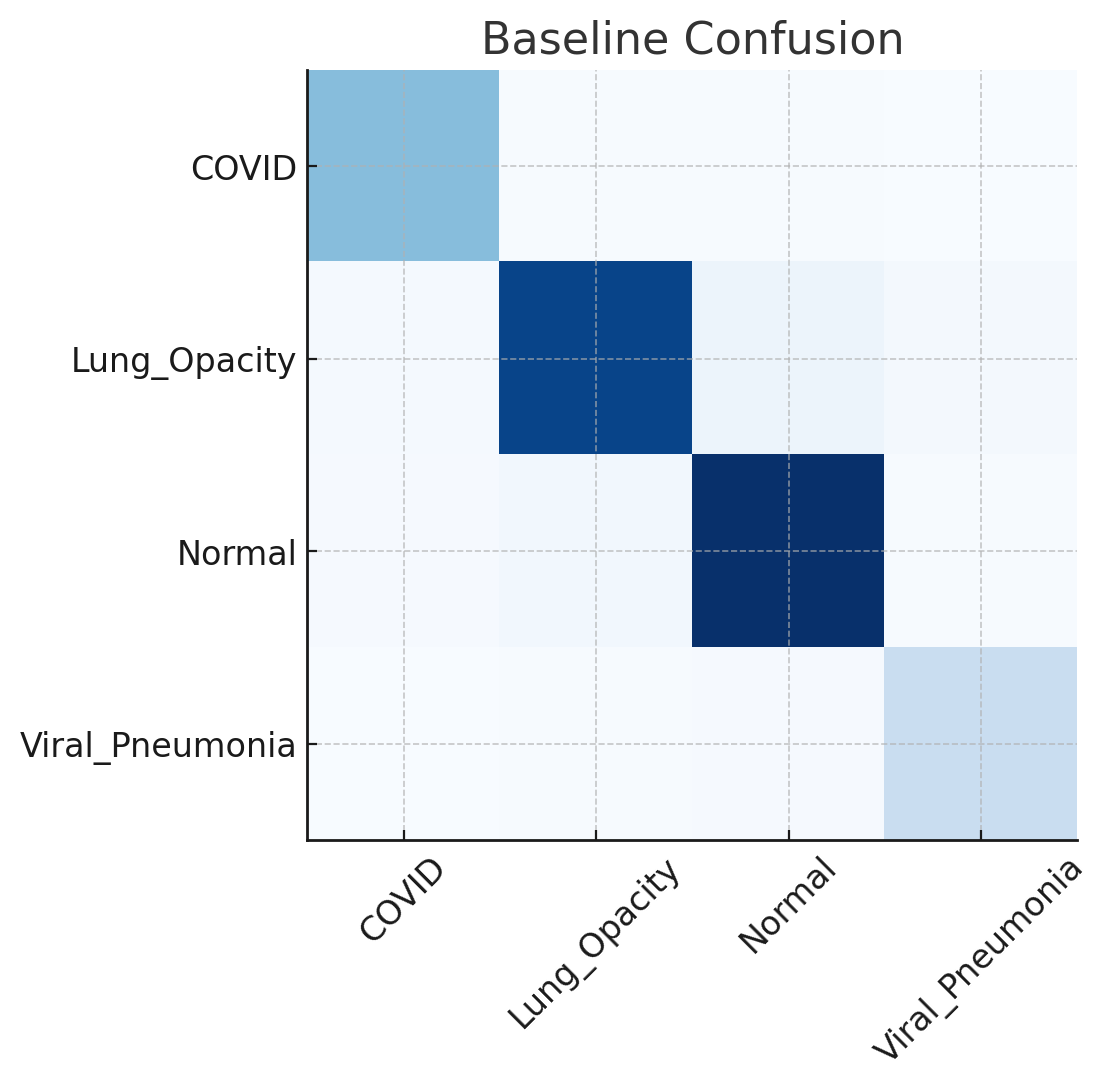 Baseline Confusion
COVID
Lung_Opacity
Normal
Viral_Pneumonia
COVID
Lung_Opacity
Normal
Viral_Pneumonia